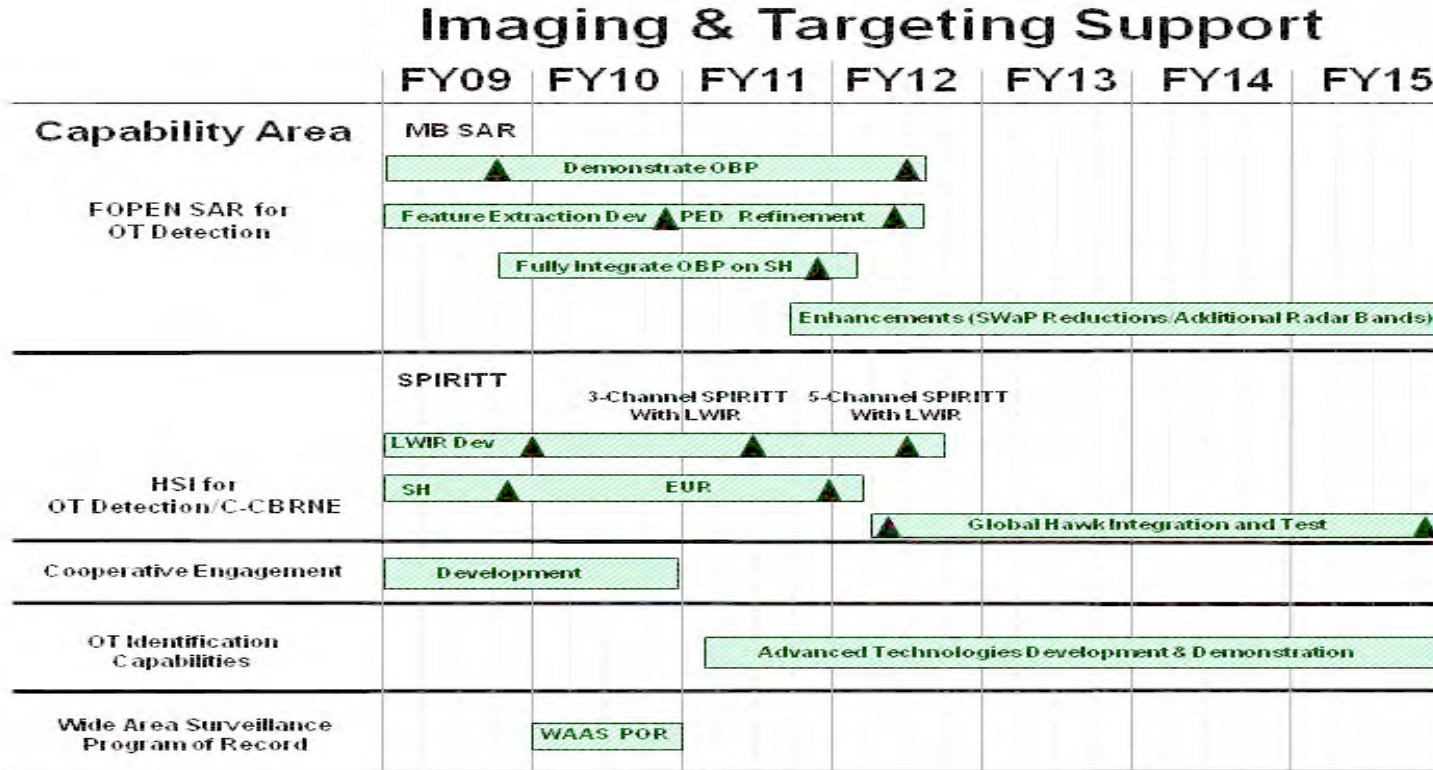 Imaging & Targeting Support
FY09 FY10 FY11 FY12 FY13 FY14 FY15
Capability Area
MB SAR
Demonstrate OBP
FOPEN SAR for
OT Detection
Feature Extraction Dev PED Refinement
Fully Integrate OBP on SH
Enhancements (SWaP Reductions/Additional Radar Bands)
SPIRITT
3-Channel SPIRITT
With LWIR
5-Channel SPIRITT
With LWIR
LWIR Dev
HSI for
OT Detection/C-CBRNE
SH EUR
Global Hawk Integration and Test
Cooperative Engagement
Development
OT Identification
Capabilities
Advanced Technologies Development & Demonstration
Wide Area Surveillance
Program of Record
WAAS POR